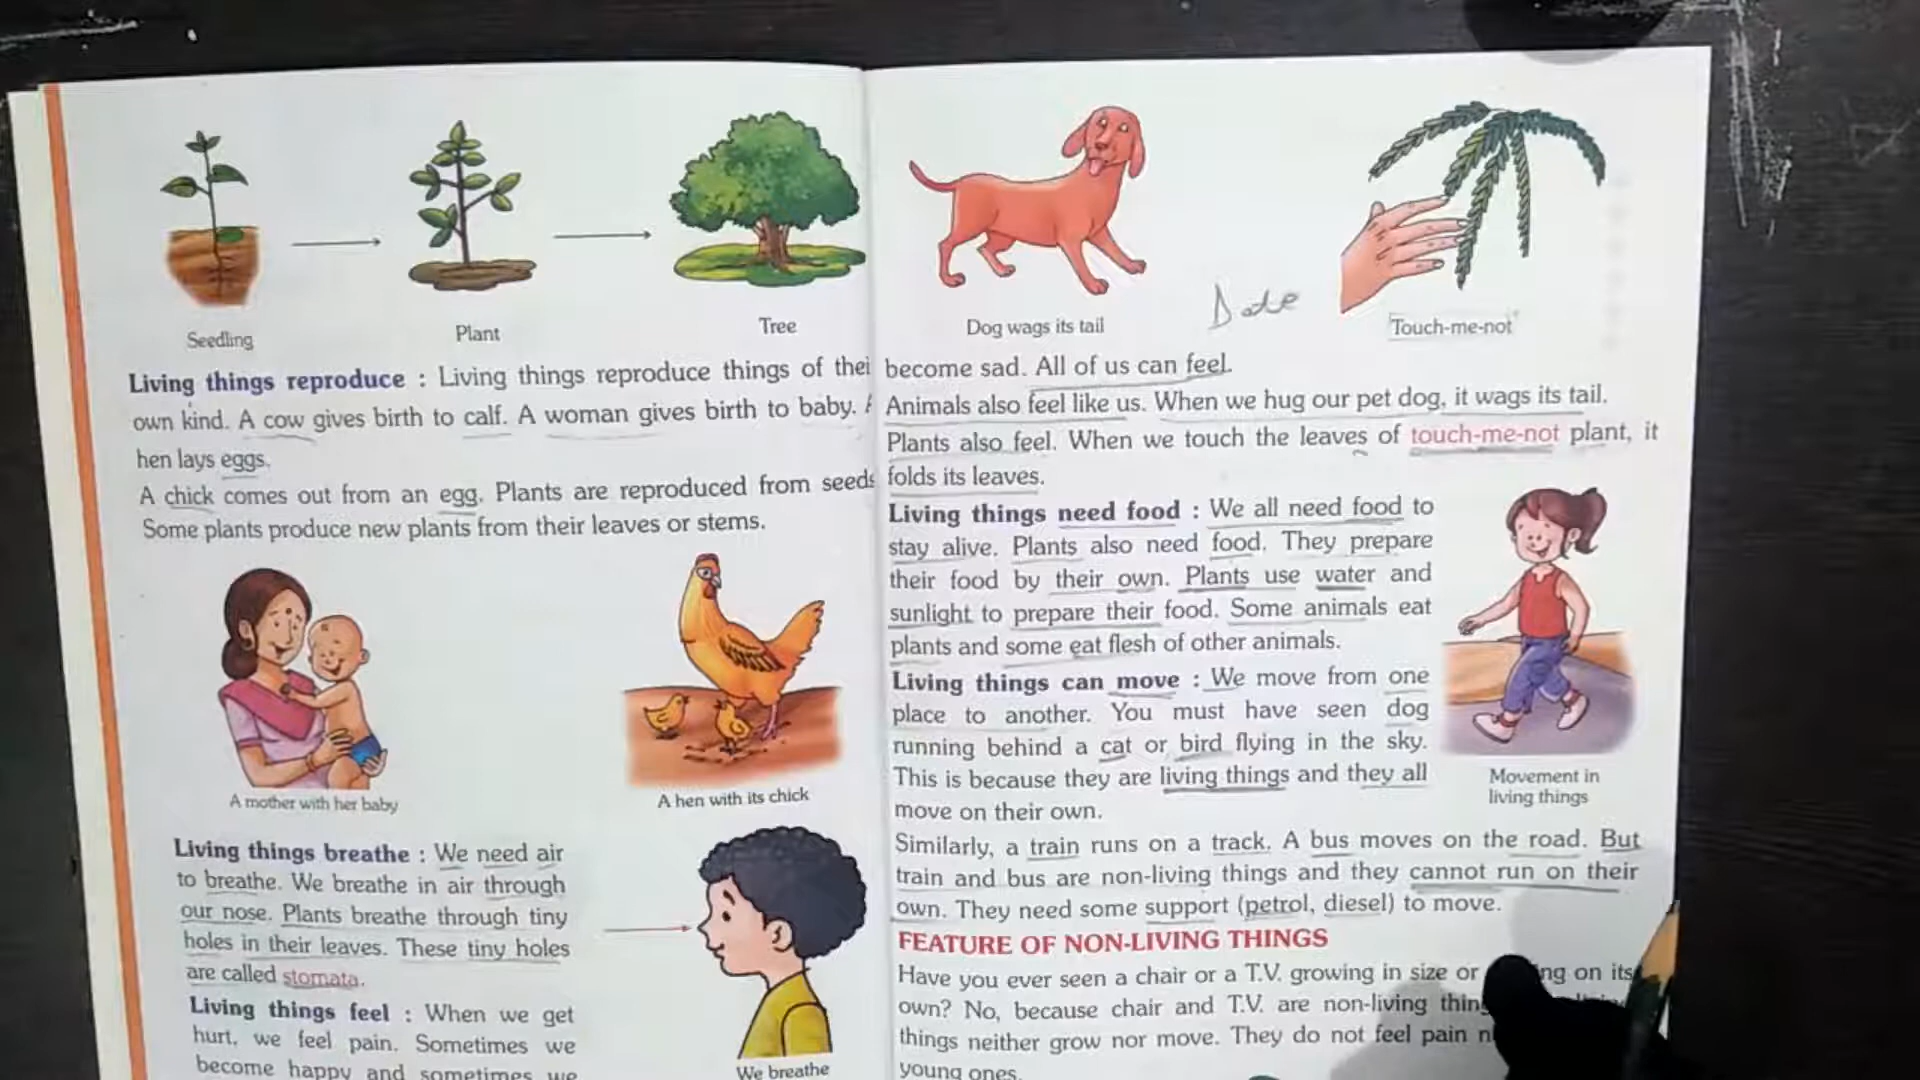 Seedling
Plant
Tree
Living things reproduce : Living things reproduce things of thei
own kind. A cow gives birth to calf. A woman gives birth to baby. A
hen lays eggs.
A chick comes out from an egg. Plants are reproduced from seeds
Some plants produce new plants from their leaves or stems.
A mother with her baby
A hen with its chick
Living things breathe : We need air
to breathe. We breathe in air through
our nose. Plants breathe through tiny
holes in their leaves. These tiny holes
are called stomata.
Living things feel : When we get
hurt, we feel pain. Sometimes we
become happy and sometimes we
We breathe
Dog wags its tail
Date
Touch-me-not
become sad. All of us can feel.
Animals also feel like us. When we hug our pet dog, it wags its tail.
Plants also feel. When we touch the leaves of touch-me-not plant, it
folds its leaves.
Living things need food : We all need food to
stay alive. Plants also need food. They prepare
their food by their own. Plants use water and
sunlight to prepare their food. Some animals eat
plants and some eat flesh of other animals.
Living things can move : We move from one
place to another. You must have seen dog
running behind a cat or bird flying in the sky.
This is because they are living things and they all
move on their own.
Movement in
living things
Similarly, a train runs on a track. A bus moves on the road. But
train and bus are non-living things and they cannot run on their
own. They need some support (petrol, diesel) to move.
FEATURE OF NON-LIVING THINGS
Have you ever seen a chair or a T.V. growing in size or ng on its
own? No, because chair and T.V. are non-living thing
things neither grow nor move. They do not feel pain n
young ones.